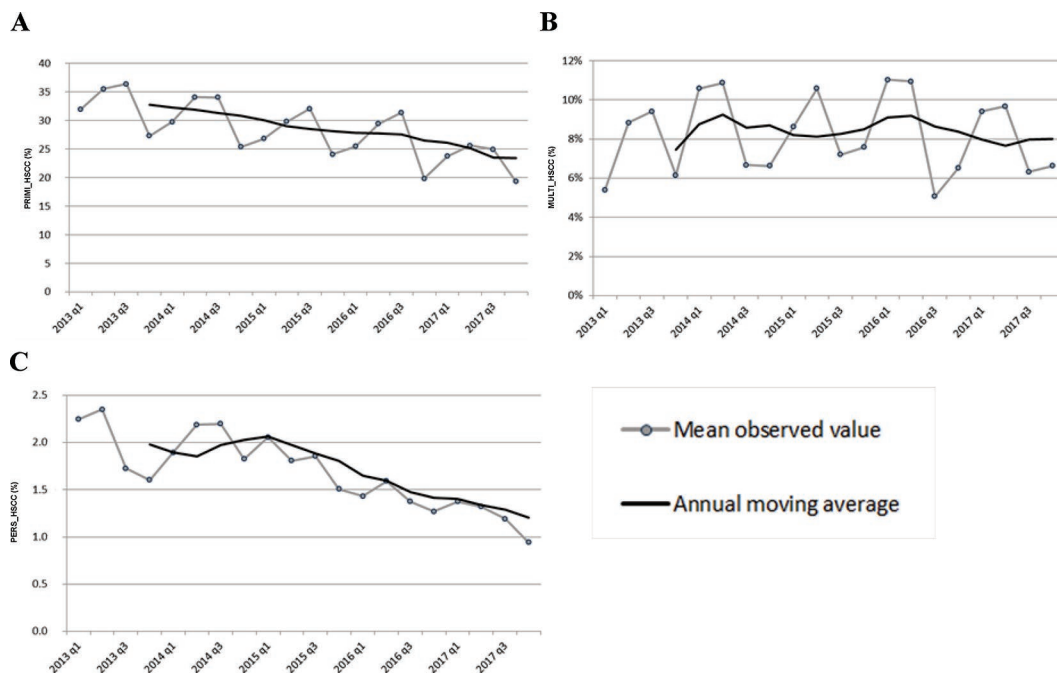 A
40
35
30
25
20
15
10
5
0
PRIMI_HSCC (%)
2013 q1
2013 q3
2014 q1
2014 q3
2015 q1
2015 q3
2016 q1
2016 q3
2017 q1
2017 q3
B
12%
10%
8%
6%
4%
2%
0%
MULTI_HSCC (%)
2013 q1
2013 q3
2014 q1
2014 q3
2015 q1
2015 q3
2016 q1
2016 q3
2017 q1
2017 q3
C
2.5
2.0
1.5
1.0
0.5
0.0
PERS_HSCC (%)
2013 q1
2013 q3
2014 q1
2014 q3
2015 q1
2015 q3
2016 q1
2016 q3
2017 q1
2017 q3
Mean observed value
Annual moving average